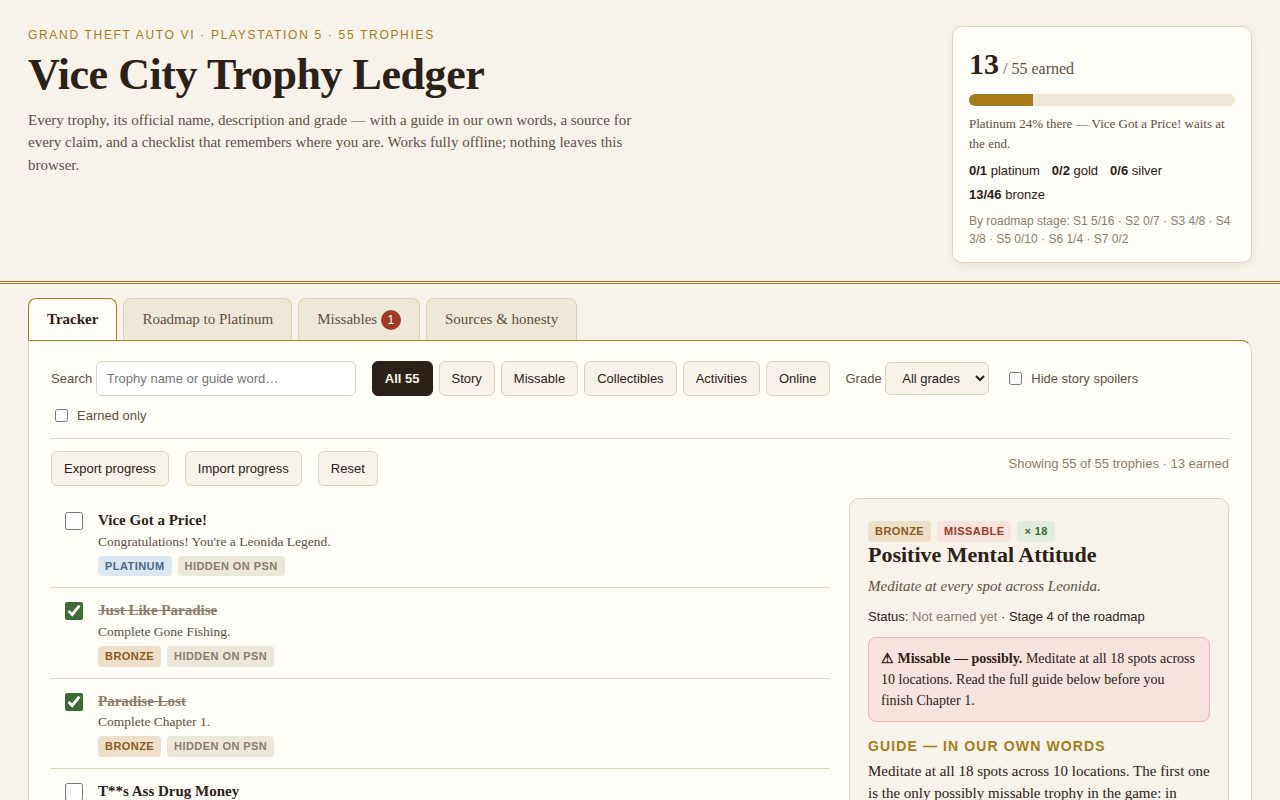 GRAND THEFT AUTO VI · PLAYSTATION 5 · 55 TROPHIES
Vice City Trophy Ledger
Every trophy, its official name, description and grade — with a guide in our own words, a source for
every claim, and a checklist that remembers where you are. Works fully offline; nothing leaves this
browser.
13 / 55 earned
Platinum 24% there — Vice Got a Price! waits at
the end.
0/1 platinum 0/2 gold 0/6 silver
13/46 bronze
By roadmap stage: S1 5/16 · S2 0/7 · S3 4/8 · S4
3/8 · S5 0/10 · S6 1/4 · S7 0/2
Tracker Roadmap to Platinum Missables 1 Sources & honesty
Search Trophy name or guide word… All 55 Story Missable Collectibles Activities Online Grade All grades Hide story spoilers
Earned only
Export progress Import progress Reset Showing 55 of 55 trophies · 13 earned
Vice Got a Price!
Congratulations! You're a Leonida Legend.
PLATINUM HIDDEN ON PSN
Just Like Paradise
Complete Gone Fishing.
BRONZE HIDDEN ON PSN
Paradise Lost
Complete Chapter 1.
BRONZE HIDDEN ON PSN
T**s Ass Drug Money
BRONZE MISSABLE × 18
Positive Mental Attitude
Meditate at every spot across Leonida.
Status: Not earned yet · Stage 4 of the roadmap
⚠ Missable — possibly. Meditate at all 18 spots across
10 locations. Read the full guide below before you
finish Chapter 1.
GUIDE — IN OUR OWN WORDS
Meditate at all 18 spots across 10 locations. The first one
is the only possibly missable trophy in the game: in